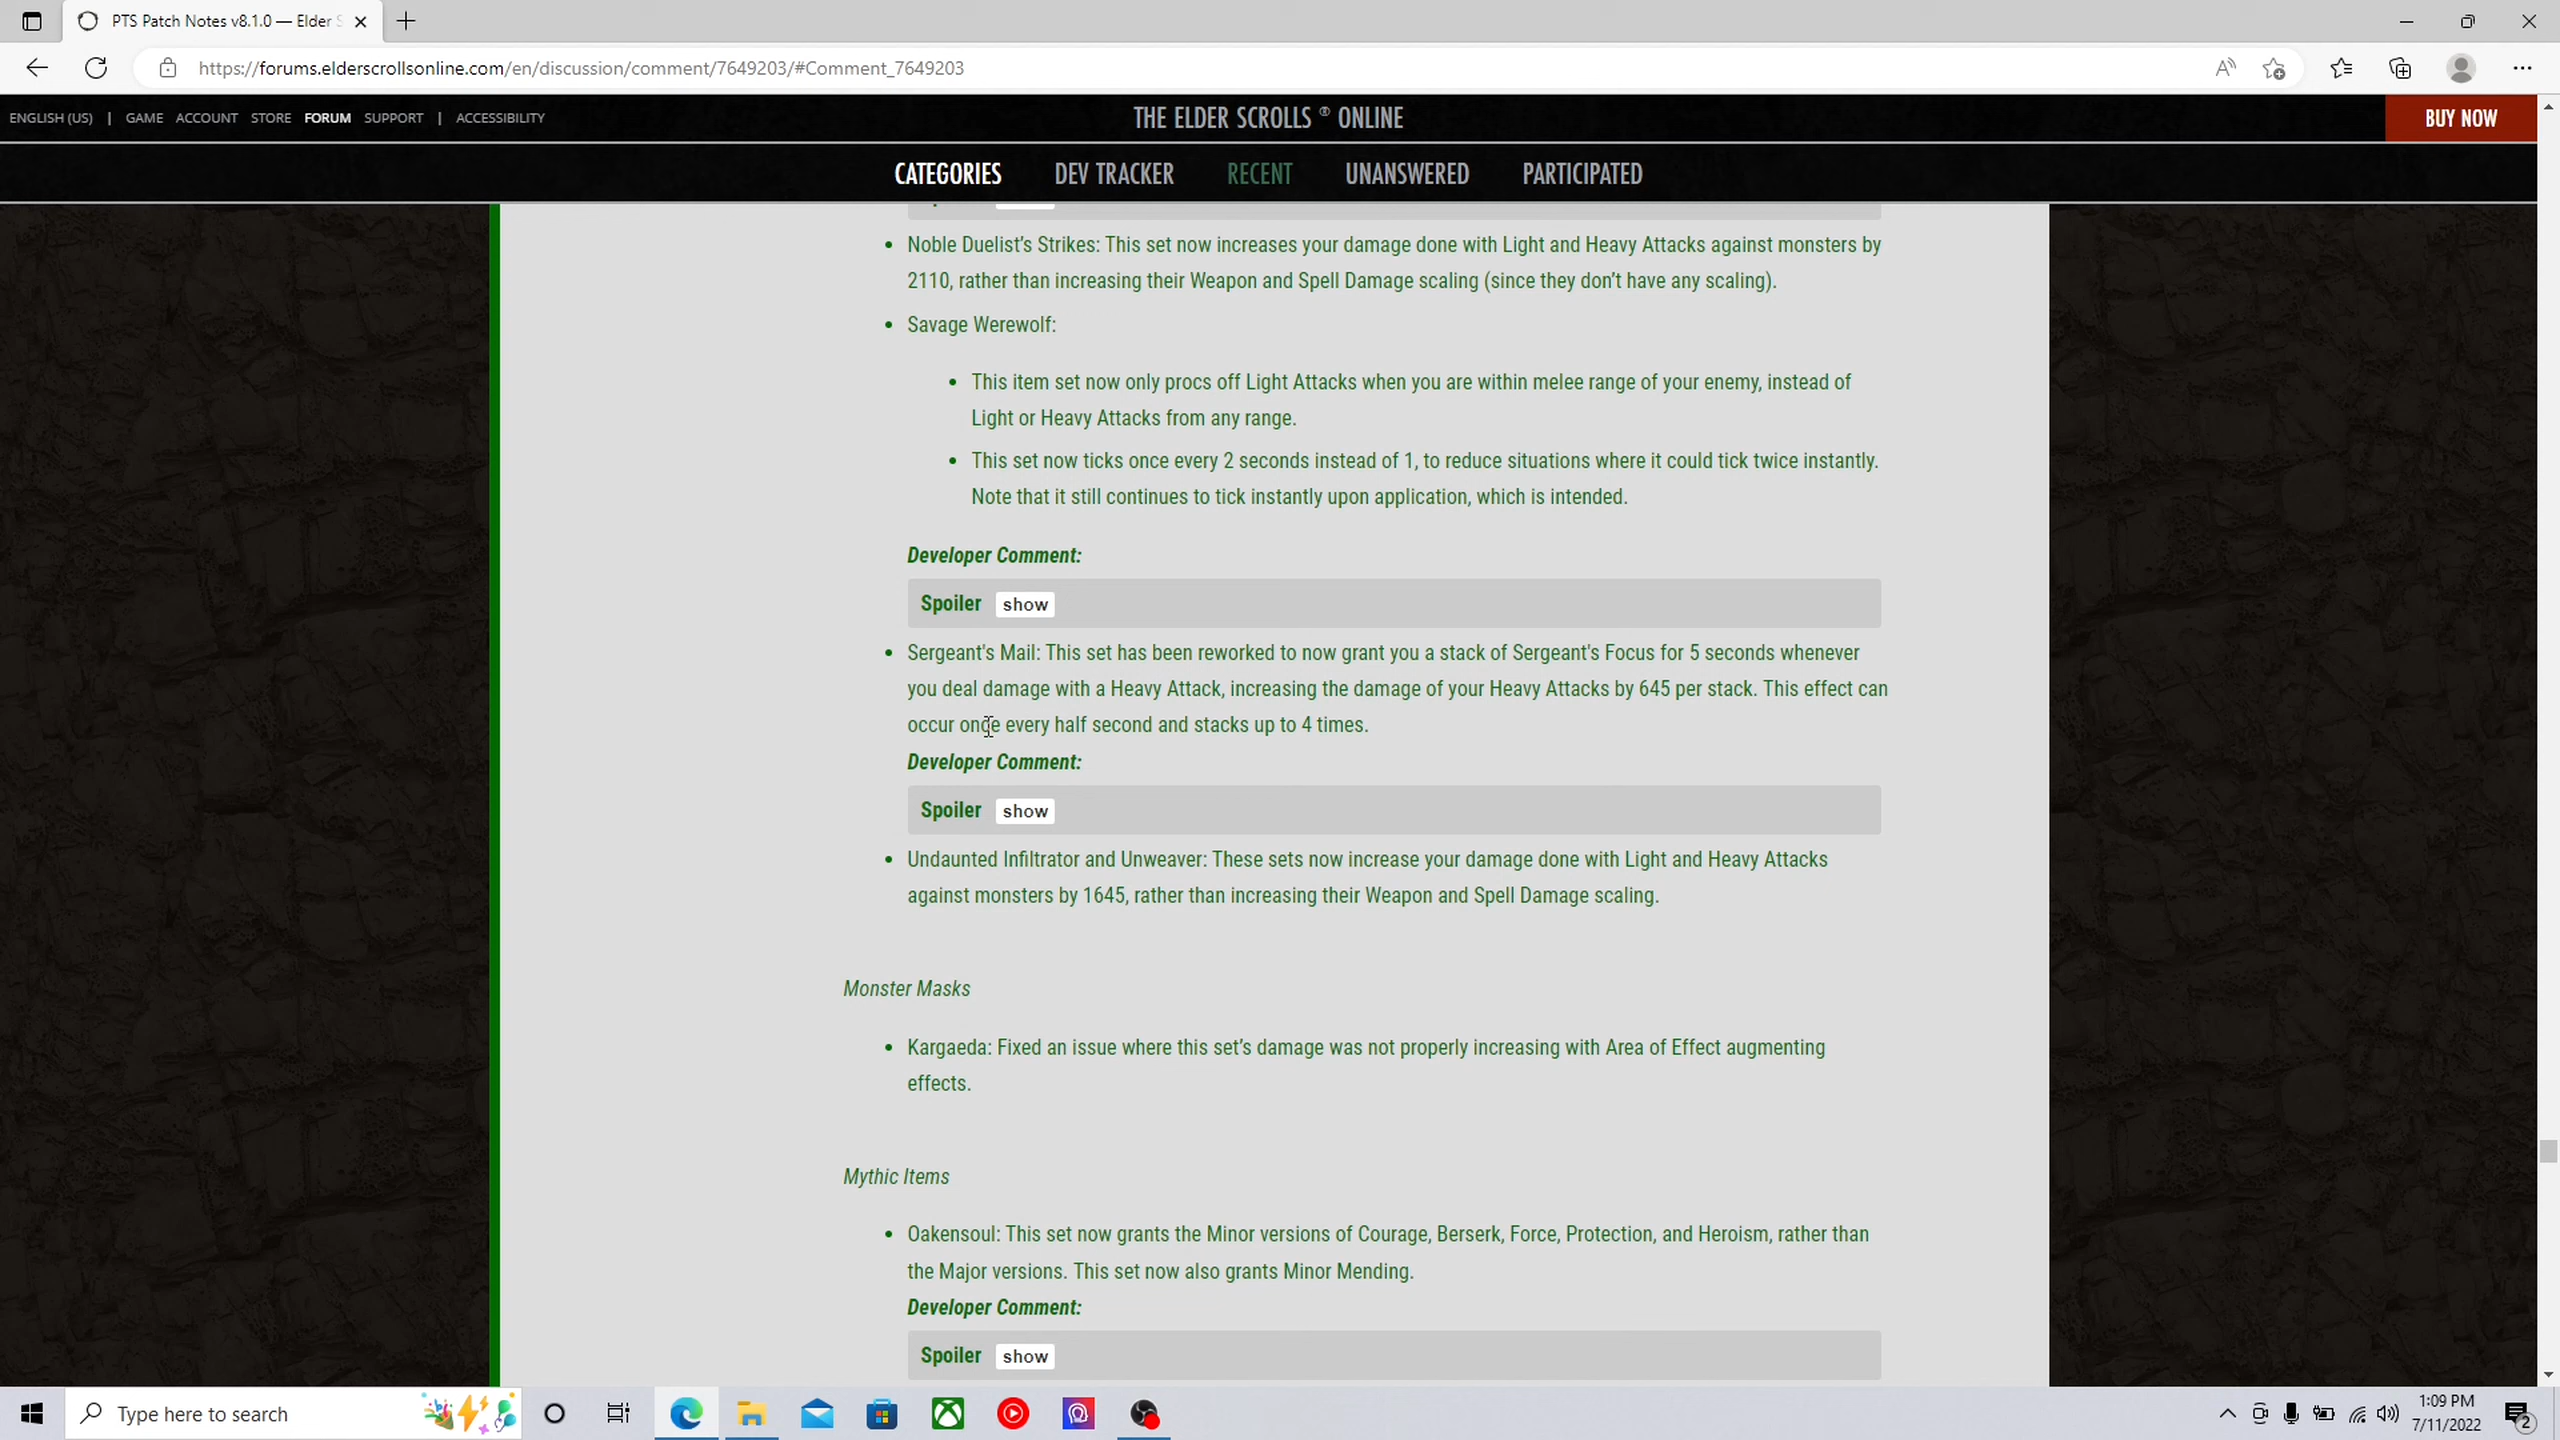 PTS Patch Notes v8.1.0 — Elder S
https://forums.elderscrollsonline.com/en/discussion/comment/7649203/#Comment_7649203
ENGLISH (US) | GAME ACCOUNT STORE FORUM SUPPORT | ACCESSIBILITY
THE ELDER SCROLLS ® ONLINE
BUY NOW
CATEGORIES DEV TRACKER RECENT UNANSWERED PARTICIPATED
• Noble Duelist’s Strikes: This set now increases your damage done with Light and Heavy Attacks against monsters by
2110, rather than increasing their Weapon and Spell Damage scaling (since they don’t have any scaling).
• Savage Werewolf:
• This item set now only procs off Light Attacks when you are within melee range of your enemy, instead of
Light or Heavy Attacks from any range.
• This set now ticks once every 2 seconds instead of 1, to reduce situations where it could tick twice instantly.
Note that it still continues to tick instantly upon application, which is intended.
Developer Comment:
Spoiler show
• Sergeant's Mail: This set has been reworked to now grant you a stack of Sergeant's Focus for 5 seconds whenever
you deal damage with a Heavy Attack, increasing the damage of your Heavy Attacks by 645 per stack. This effect can
occur once every half second and stacks up to 4 times.
Developer Comment:
Spoiler show
• Undaunted Infiltrator and Unweaver: These sets now increase your damage done with Light and Heavy Attacks
against monsters by 1645, rather than increasing their Weapon and Spell Damage scaling.
Monster Masks
• Kargaeda: Fixed an issue where this set’s damage was not properly increasing with Area of Effect augmenting
effects.
Mythic Items
• Oakensoul: This set now grants the Minor versions of Courage, Berserk, Force, Protection, and Heroism, rather than
the Major versions. This set now also grants Minor Mending.
Developer Comment:
Spoiler show
Type here to search
1:09 PM
7/11/2022
2